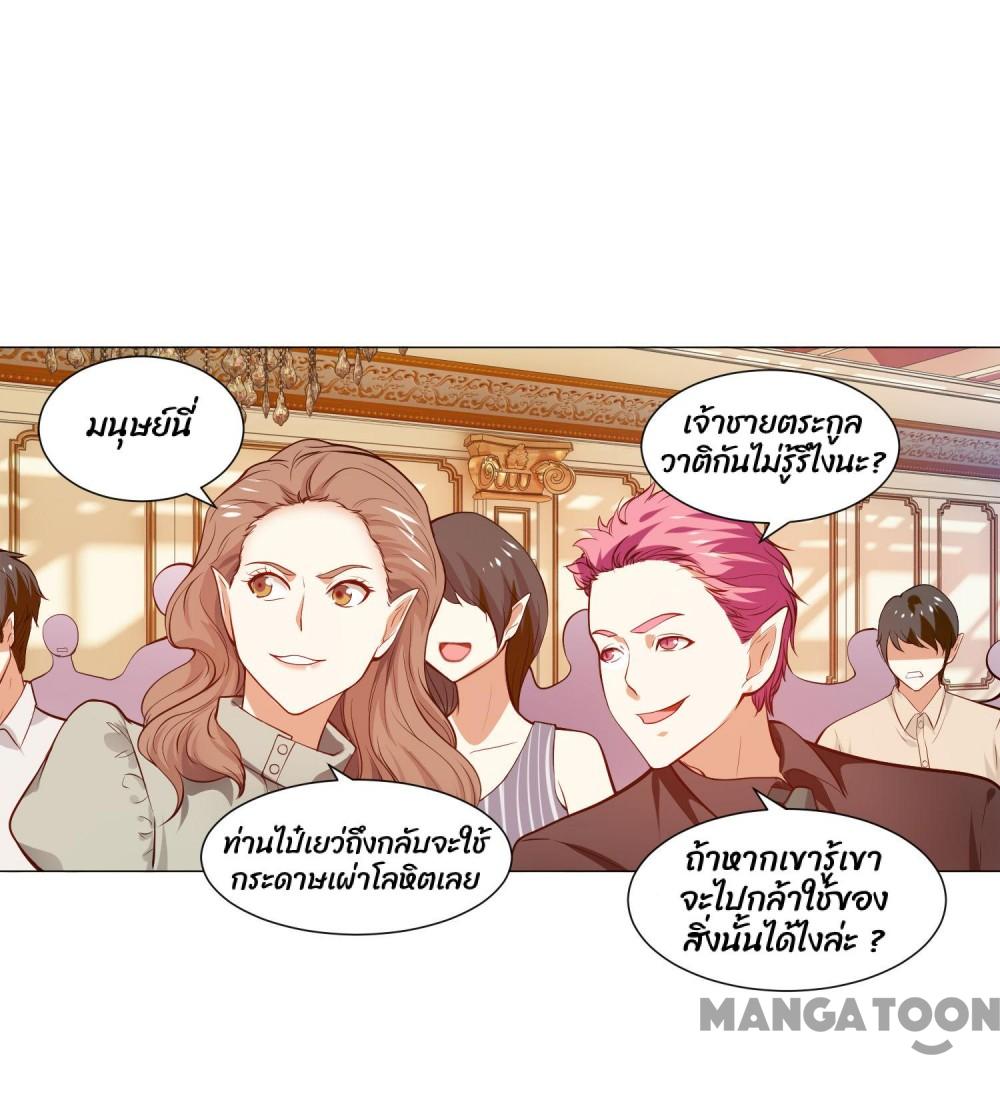 มนุษย์นี่
เจ้าชายตระกูล
วาติกันไม่รู้รึไงนะ?
ท่านไป๋เยว่ถึงกลับจะใช้
กระดาษเผ่าโลหิตเลย
ถ้าหากเขารู้เขา
จะไปกล้าใช้ของ
สิ่งนั้นได้ไงล่ะ ?
MANGATOON